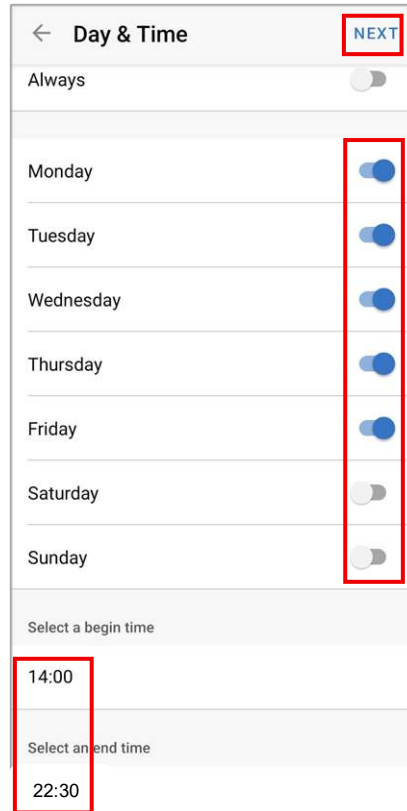 Day & Time NEXT
Always
Monday
Tuesday
Wednesday
Thursday
Friday
Saturday
Sunday
Select a begin time
14:00
Select an end time
22:30